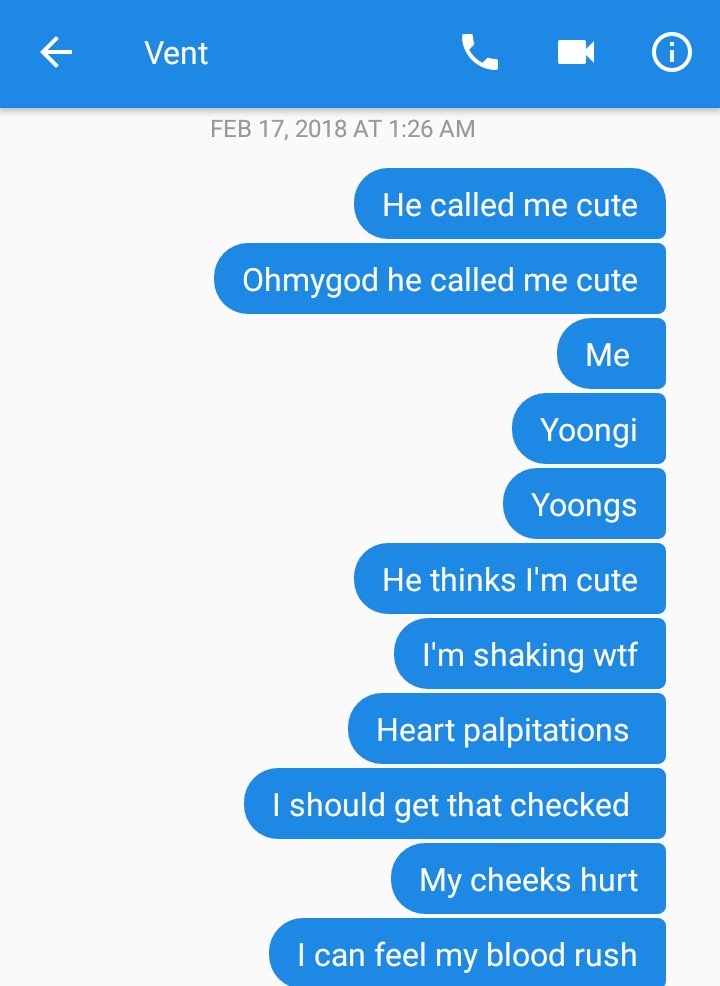 Vent
FEB 17, 2018 AT 1:26 AM
He called me cute
Ohmygod he called me cute
Me
Yoongi
Yoongs
He thinks I'm cute
I'm shaking wtf
Heart palpitations
I should get that checked
My cheeks hurt
I can feel my blood rush